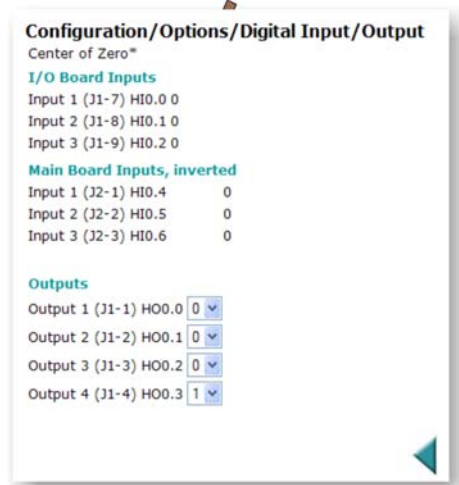 Configuration/Options/Digital Input/Output
Center of Zero*
I/O Board Inputs
Input 1 (J1-7) HI0.0 0
Input 2 (J1-8) HI0.1 0
Input 3 (J1-9) HI0.2 0
Main Board Inputs, inverted
Input 1 (J2-1) HI0.4 0
Input 2 (J2-2) HI0.5 0
Input 3 (J2-3) HI0.6 0
Outputs
Output 1 (J1-1) HO0.0 0
Output 2 (J1-2) HO0.1 0
Output 3 (J1-3) HO0.2 0
Output 4 (J1-4) HO0.3 1